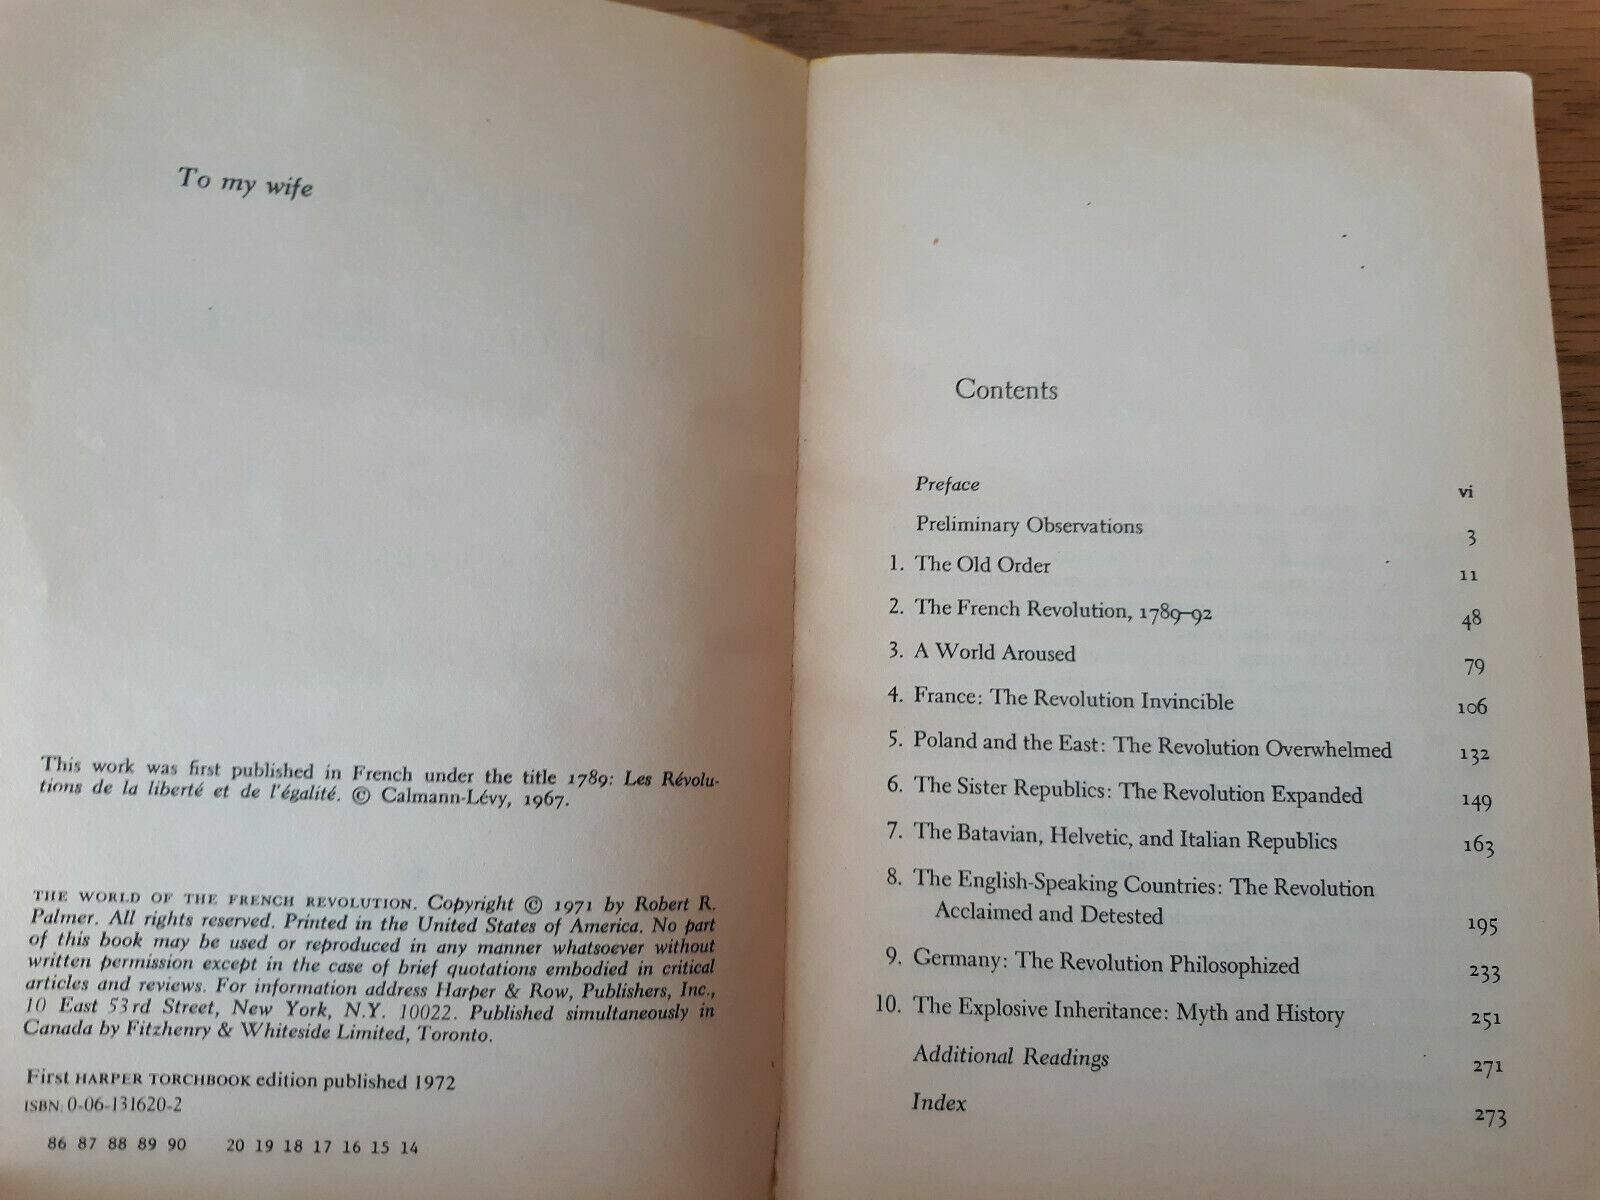 To my wife
This work was first published in French under the title 1789: Les Révolu-
tions de la liberté et de l'égalité. © Calmann-Lévy, 1967.
THE WORLD OF THE FRENCH REVOLUTION. Copyright © 1971 by Robert R.
Palmer. All rights reserved. Printed in the United States of America. No part
of this book may be used or reproduced in any manner whatsoever without
written permission except in the case of brief quotations embodied in critical
articles and reviews. For information address Harper & Row, Publishers, Inc.,
10 East 53rd Street, New York, N.Y. 10022. Published simultaneously in
Canada by Fitzhenry & Whiteside Limited, Toronto.
First HARPER TORCHBOOK edition published 1972
ISBN: 0-06-131620-2
86 87 88 89 90 20 19 18 17 16 15 14
Contents
Preface vi
Preliminary Observations 3
1. The Old Order 11
2. The French Revolution, 1789–92 48
3. A World Aroused 79
4. France: The Revolution Invincible 106
5. Poland and the East: The Revolution Overwhelmed 132
6. The Sister Republics: The Revolution Expanded 149
7. The Batavian, Helvetic, and Italian Republics 163
8. The English-Speaking Countries: The Revolution
Acclaimed and Detested 195
9. Germany: The Revolution Philosophized 233
10. The Explosive Inheritance: Myth and History 251
Additional Readings 271
Index 273